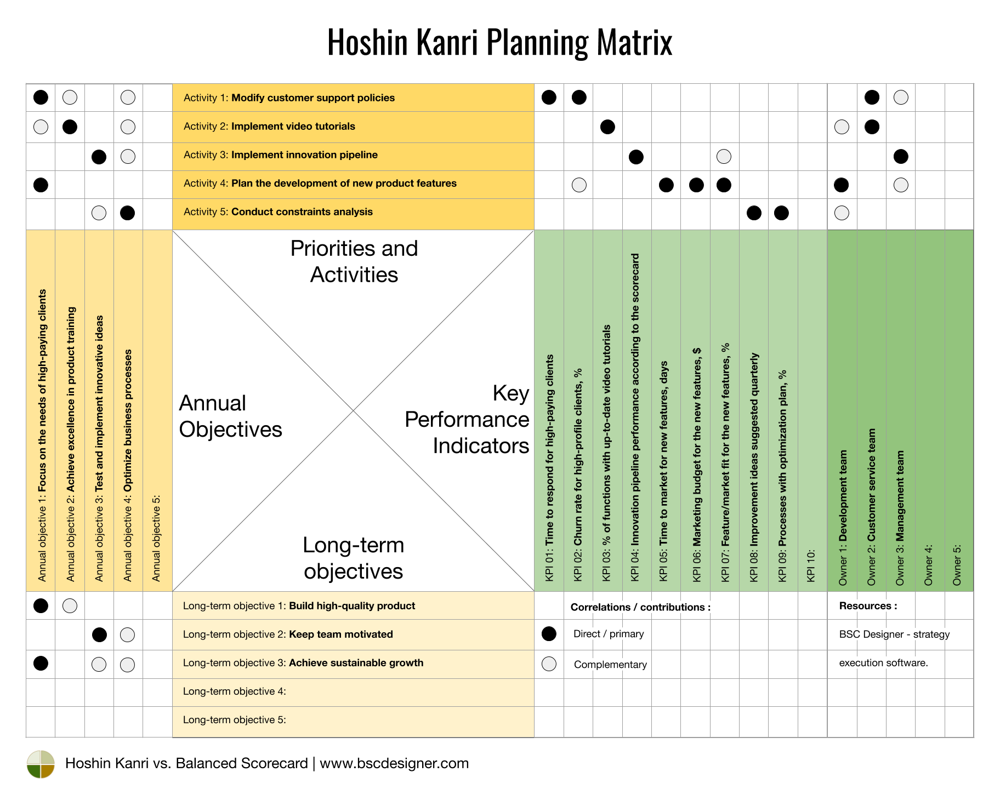 Hoshin Kanri Planning Matrix
Activity 1: Modify customer support policies
Activity 2: Implement video tutorials
Activity 3: Implement innovation pipeline
Activity 4: Plan the development of new product features
Activity 5: Conduct constraints analysis
Annual objective 1: Focus on the needs of high-paying clients
Annual objective 2: Achieve excellence in product training
Annual objective 3: Test and implement innovative ideas
Annual objective 4: Optimize business processes
Annual objective 5:
Priorities and
Activities
Annual
Objectives
Key
Performance
Indicators
Long-term
objectives
KPI 01: Time to respond for high-paying clients
KPI 02: Churn rate for high-profile clients, %
KPI 03: % of functions with up-to-date video tutorials
KPI 04: Innovation pipeline performance according to the scorecard
KPI 05: Time to market for new features, days
KPI 06: Marketing budget for the new features, $
KPI 07: Feature/market fit for the new features, %
KPI 08: Improvement ideas suggested quarterly
KPI 09: Processes with optimization plan, %
KPI 10:
Owner 1: Development team
Owner 2: Customer service team
Owner 3: Management team
Owner 4:
Owner 5:
Long-term objective 1: Build high-quality product
Long-term objective 2: Keep team motivated
Long-term objective 3: Achieve sustainable growth
Long-term objective 4:
Long-term objective 5:
Correlations / contributions :
Direct / primary
Complementary
Resources :
BSC Designer - strategy
execution software.
Hoshin Kanri vs. Balanced Scorecard | www.bscdesigner.com